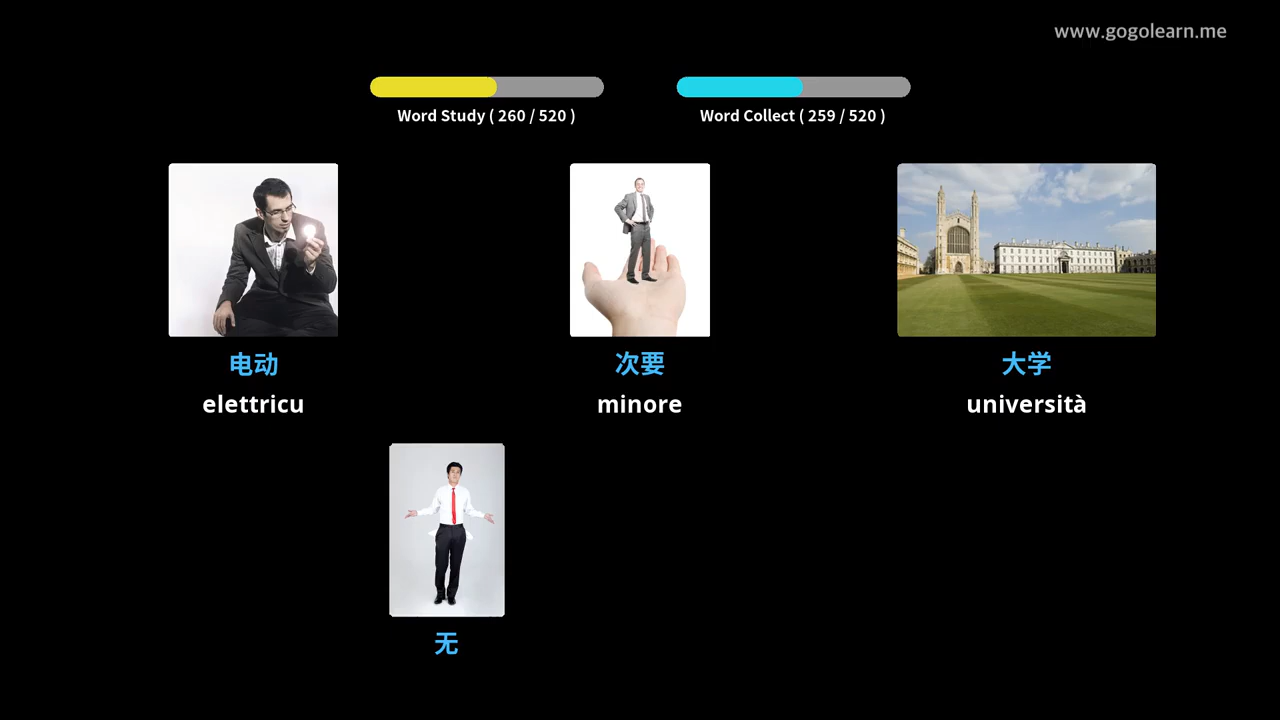 www.gogolearn.me
Word Study ( 260 / 520 )
Word Collect ( 259 / 520 )
电动
次要
大学
elettricu
minore
università
无